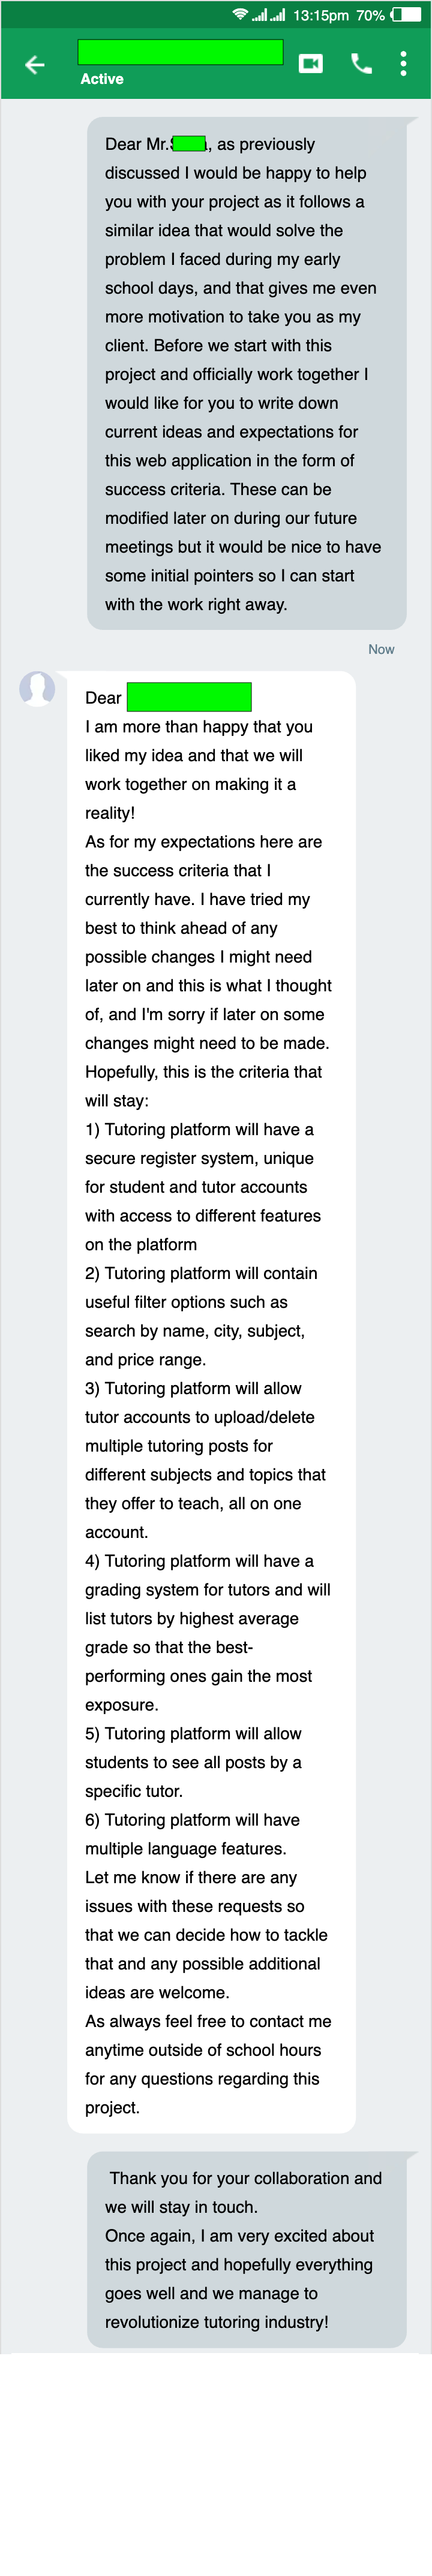 13:15pm 70%
Active
Dear Mr. , as previously
discussed I would be happy to help
you with your project as it follows a
similar idea that would solve the
problem I faced during my early
school days, and that gives me even
more motivation to take you as my
client. Before we start with this
project and officially work together I
would like for you to write down
current ideas and expectations for
this web application in the form of
success criteria. These can be
modified later on during our future
meetings but it would be nice to have
some initial pointers so I can start
with the work right away.
Now
Dear
I am more than happy that you
liked my idea and that we will
work together on making it a
reality!
As for my expectations here are
the success criteria that I
currently have. I have tried my
best to think ahead of any
possible changes I might need
later on and this is what I thought
of, and I'm sorry if later on some
changes might need to be made.
Hopefully, this is the criteria that
will stay:
1) Tutoring platform will have a
secure register system, unique
for student and tutor accounts
with access to different features
on the platform
2) Tutoring platform will contain
useful filter options such as
search by name, city, subject,
and price range.
3) Tutoring platform will allow
tutor accounts to upload/delete
multiple tutoring posts for
different subjects and topics that
they offer to teach, all on one
account.
4) Tutoring platform will have a
grading system for tutors and will
list tutors by highest average
grade so that the best-
performing ones gain the most
exposure.
5) Tutoring platform will allow
students to see all posts by a
specific tutor.
6) Tutoring platform will have
multiple language features.
Let me know if there are any
issues with these requests so
that we can decide how to tackle
that and any possible additional
ideas are welcome.
As always feel free to contact me
anytime outside of school hours
for any questions regarding this
project.
Thank you for your collaboration and
we will stay in touch.
Once again, I am very excited about
this project and hopefully everything
goes well and we manage to
revolutionize tutoring industry!